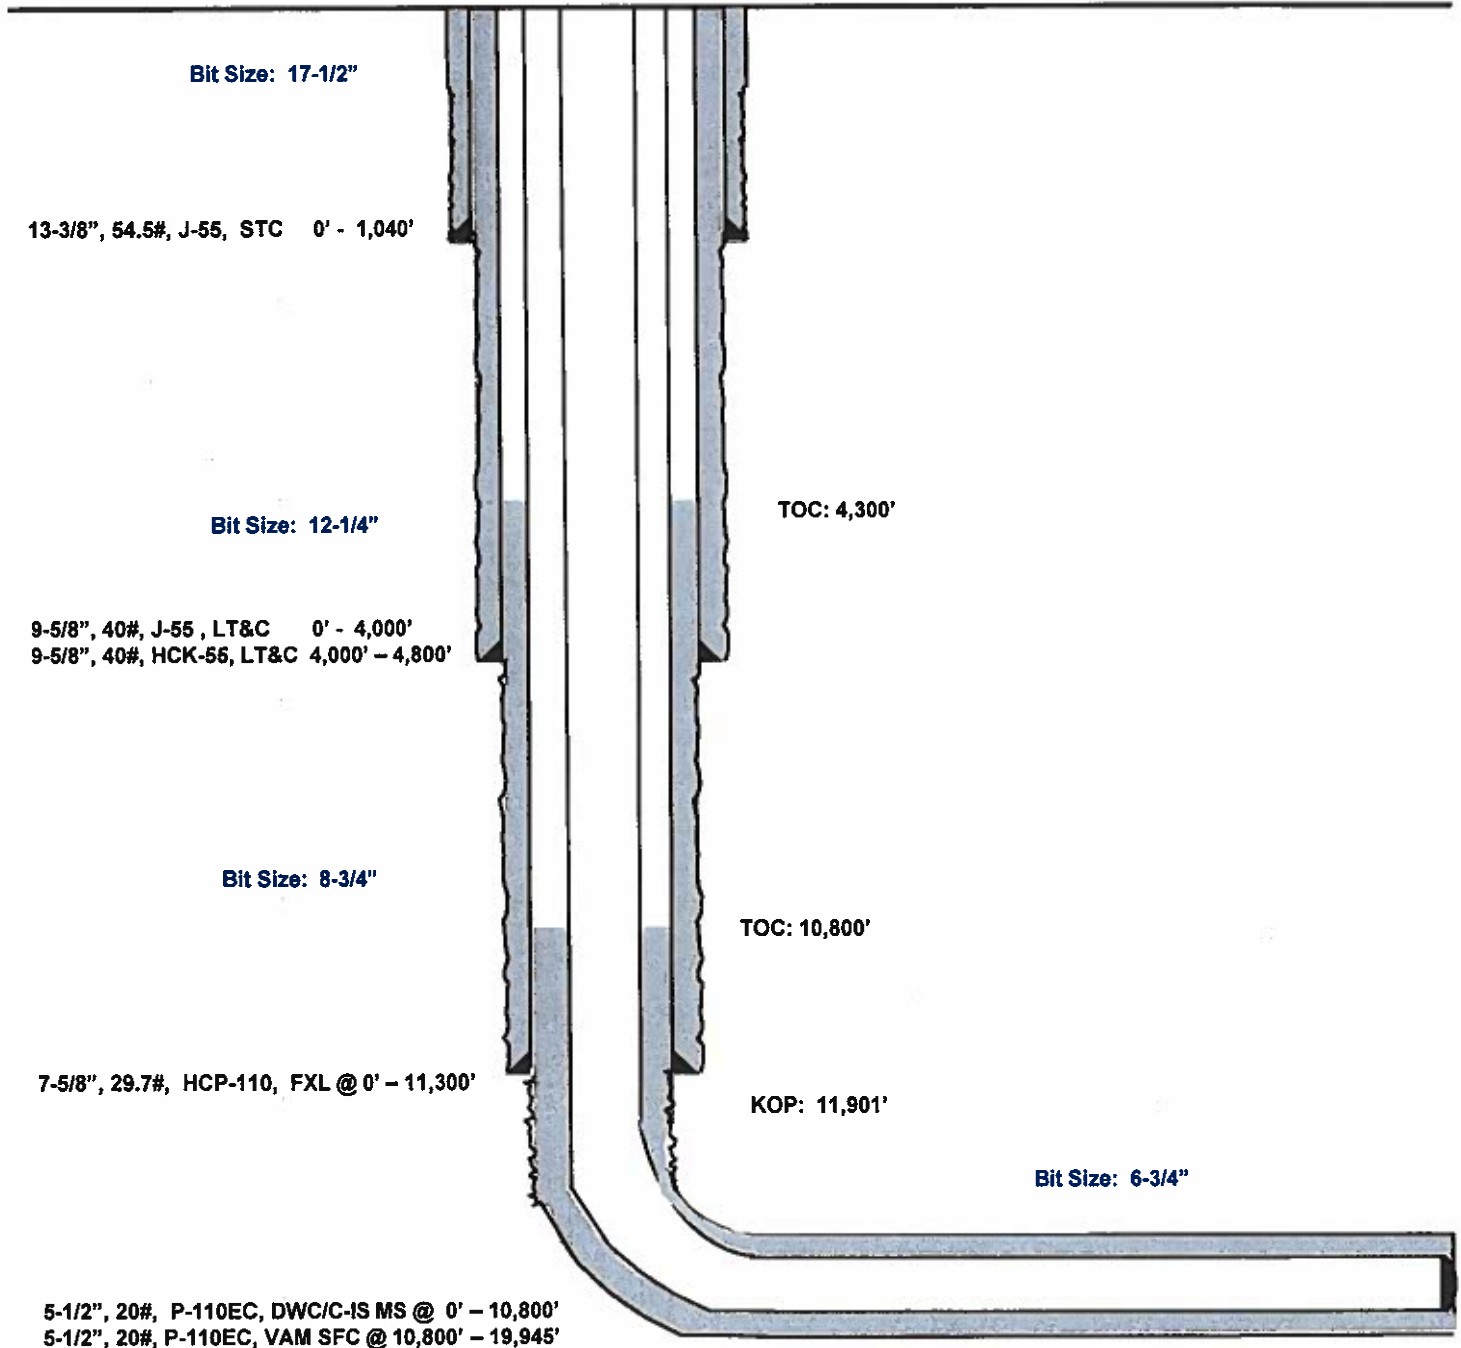 Bit Size: 17-1/2”
13-3/8”, 54.5#, J-55, STC 0’ - 1,040’
TOC: 4,300’
Bit Size: 12-1/4”
9-5/8”, 40#, J-55 , LT&C 0’ - 4,000’
9-5/8”, 40#, HCK-55, LT&C 4,000’ – 4,800’
Bit Size: 8-3/4”
TOC: 10,800’
7-5/8”, 29.7#, HCP-110, FXL @ 0’ – 11,300’
KOP: 11,901’
Bit Size: 6-3/4”
5-1/2”, 20#, P-110EC, DWC/C-IS MS @ 0’ – 10,800’
5-1/2”, 20#, P-110EC, VAM SFC @ 10,800’ – 19,945’